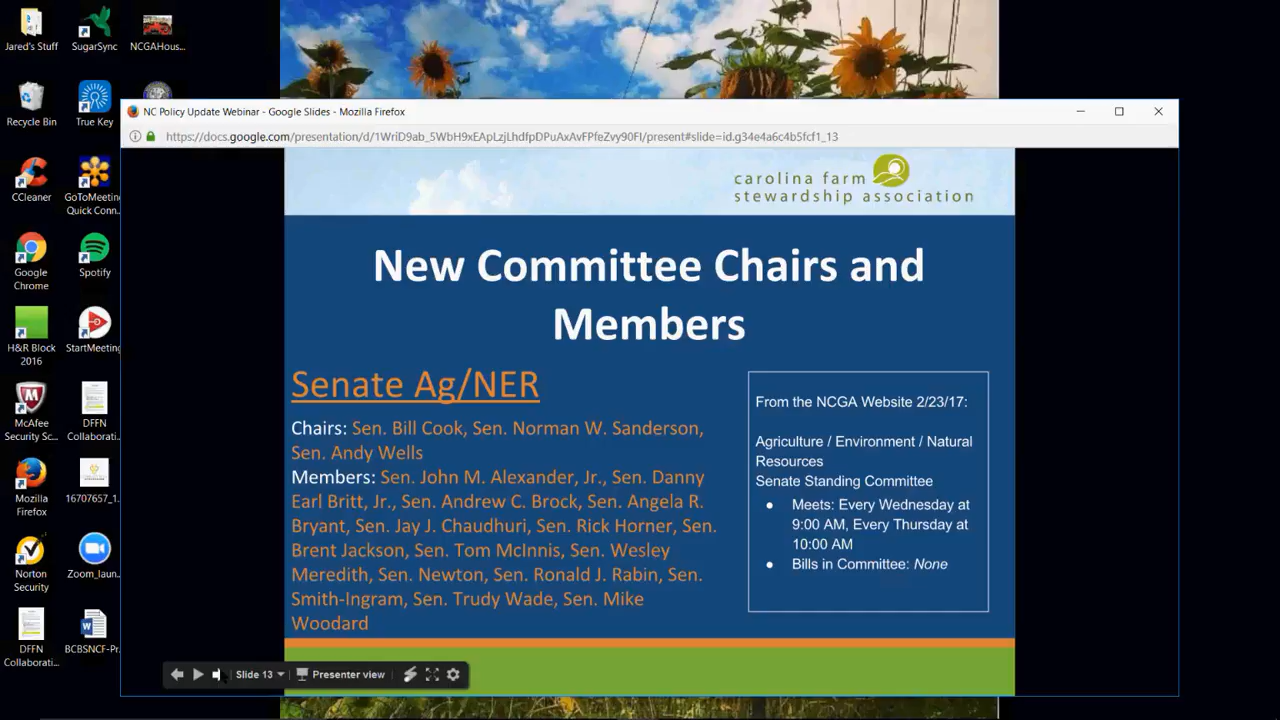 Jared's Stuff
SugarSync
NCGAHous...
Recycle Bin
True Key
CCleaner
GoToMeeting
Quick Conn...
Google
Chrome
Spotify
H&R Block
2016
StartMeeting
McAfee
Security Sc...
DFFN
Collaborati...
Mozilla
Firefox
16707657_1...
Norton
Security
Zoom_laun...
DFFN
Collaborati...
BCBSNCF-Pr...
NC Policy Update Webinar - Google Slides - Mozilla Firefox
https://docs.google.com/presentation/d/1WriD9ab_5WbH9xEApLzjLhdfpDPuAxAvFPfeZvy90FI/present#slide=id.g34e4a6c4b5fcf1_13
carolina farm
stewardship association
New Committee Chairs and
Members
Senate Ag/NER
Chairs: Sen. Bill Cook, Sen. Norman W. Sanderson,
Sen. Andy Wells
Members: Sen. John M. Alexander, Jr., Sen. Danny
Earl Britt, Jr., Sen. Andrew C. Brock, Sen. Angela R.
Bryant, Sen. Jay J. Chaudhuri, Sen. Rick Horner, Sen.
Brent Jackson, Sen. Tom McInnis, Sen. Wesley
Meredith, Sen. Newton, Sen. Ronald J. Rabin, Sen.
Smith-Ingram, Sen. Trudy Wade, Sen. Mike
Woodard
From the NCGA Website 2/23/17:
Agriculture / Environment / Natural
Resources
Senate Standing Committee
● Meets: Every Wednesday at
9:00 AM, Every Thursday at
10:00 AM
● Bills in Committee: None
Slide 13
Presenter view